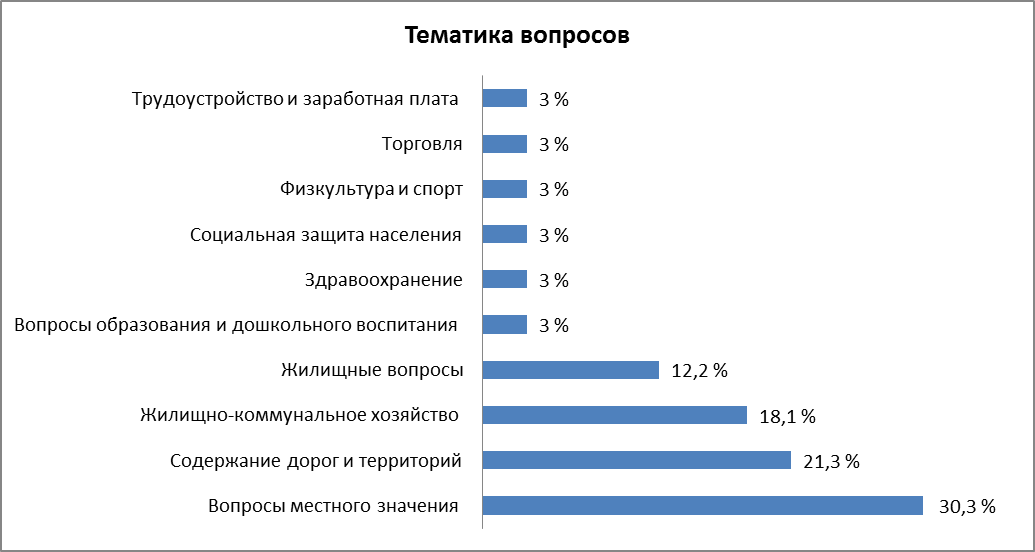 Тематика вопросов
Трудоустройство и заработная плата 3 %
Торговля 3 %
Физкультура и спорт 3 %
Социальная защита населения 3 %
Здравоохранение 3 %
Вопросы образования и дошкольного воспитания 3 %
Жилищные вопросы 12,2 %
Жилищно-коммунальное хозяйство 18,1 %
Содержание дорог и территорий 21,3 %
Вопросы местного значения 30,3 %